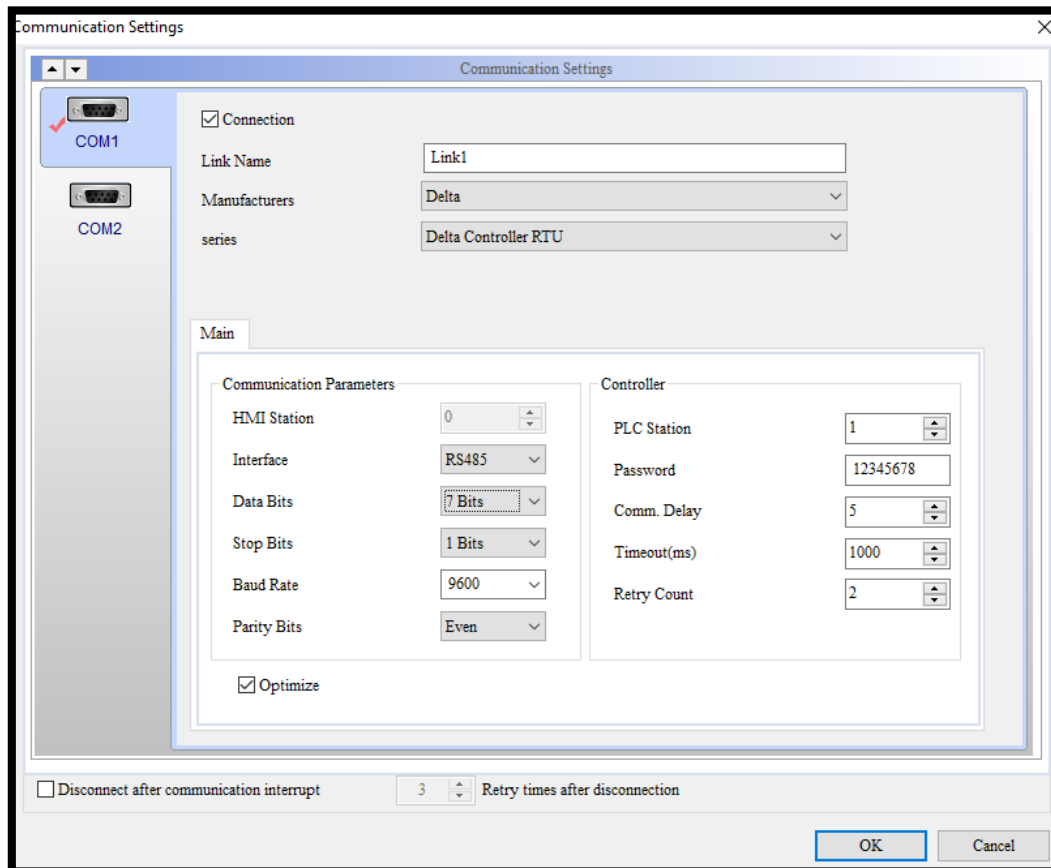 Communication Settings
Communication Settings
COM1
COM2
Connection
Link Name Link1
Manufacturers Delta
series Delta Controller RTU
Main
Communication Parameters
HMI Station 0
Interface RS485
Data Bits 7 Bits
Stop Bits 1 Bits
Baud Rate 9600
Parity Bits Even
Optimize
Controller
PLC Station 1
Password 12345678
Comm. Delay 5
Timeout(ms) 1000
Retry Count 2
Disconnect after communication interrupt 3 Retry times after disconnection
OK Cancel